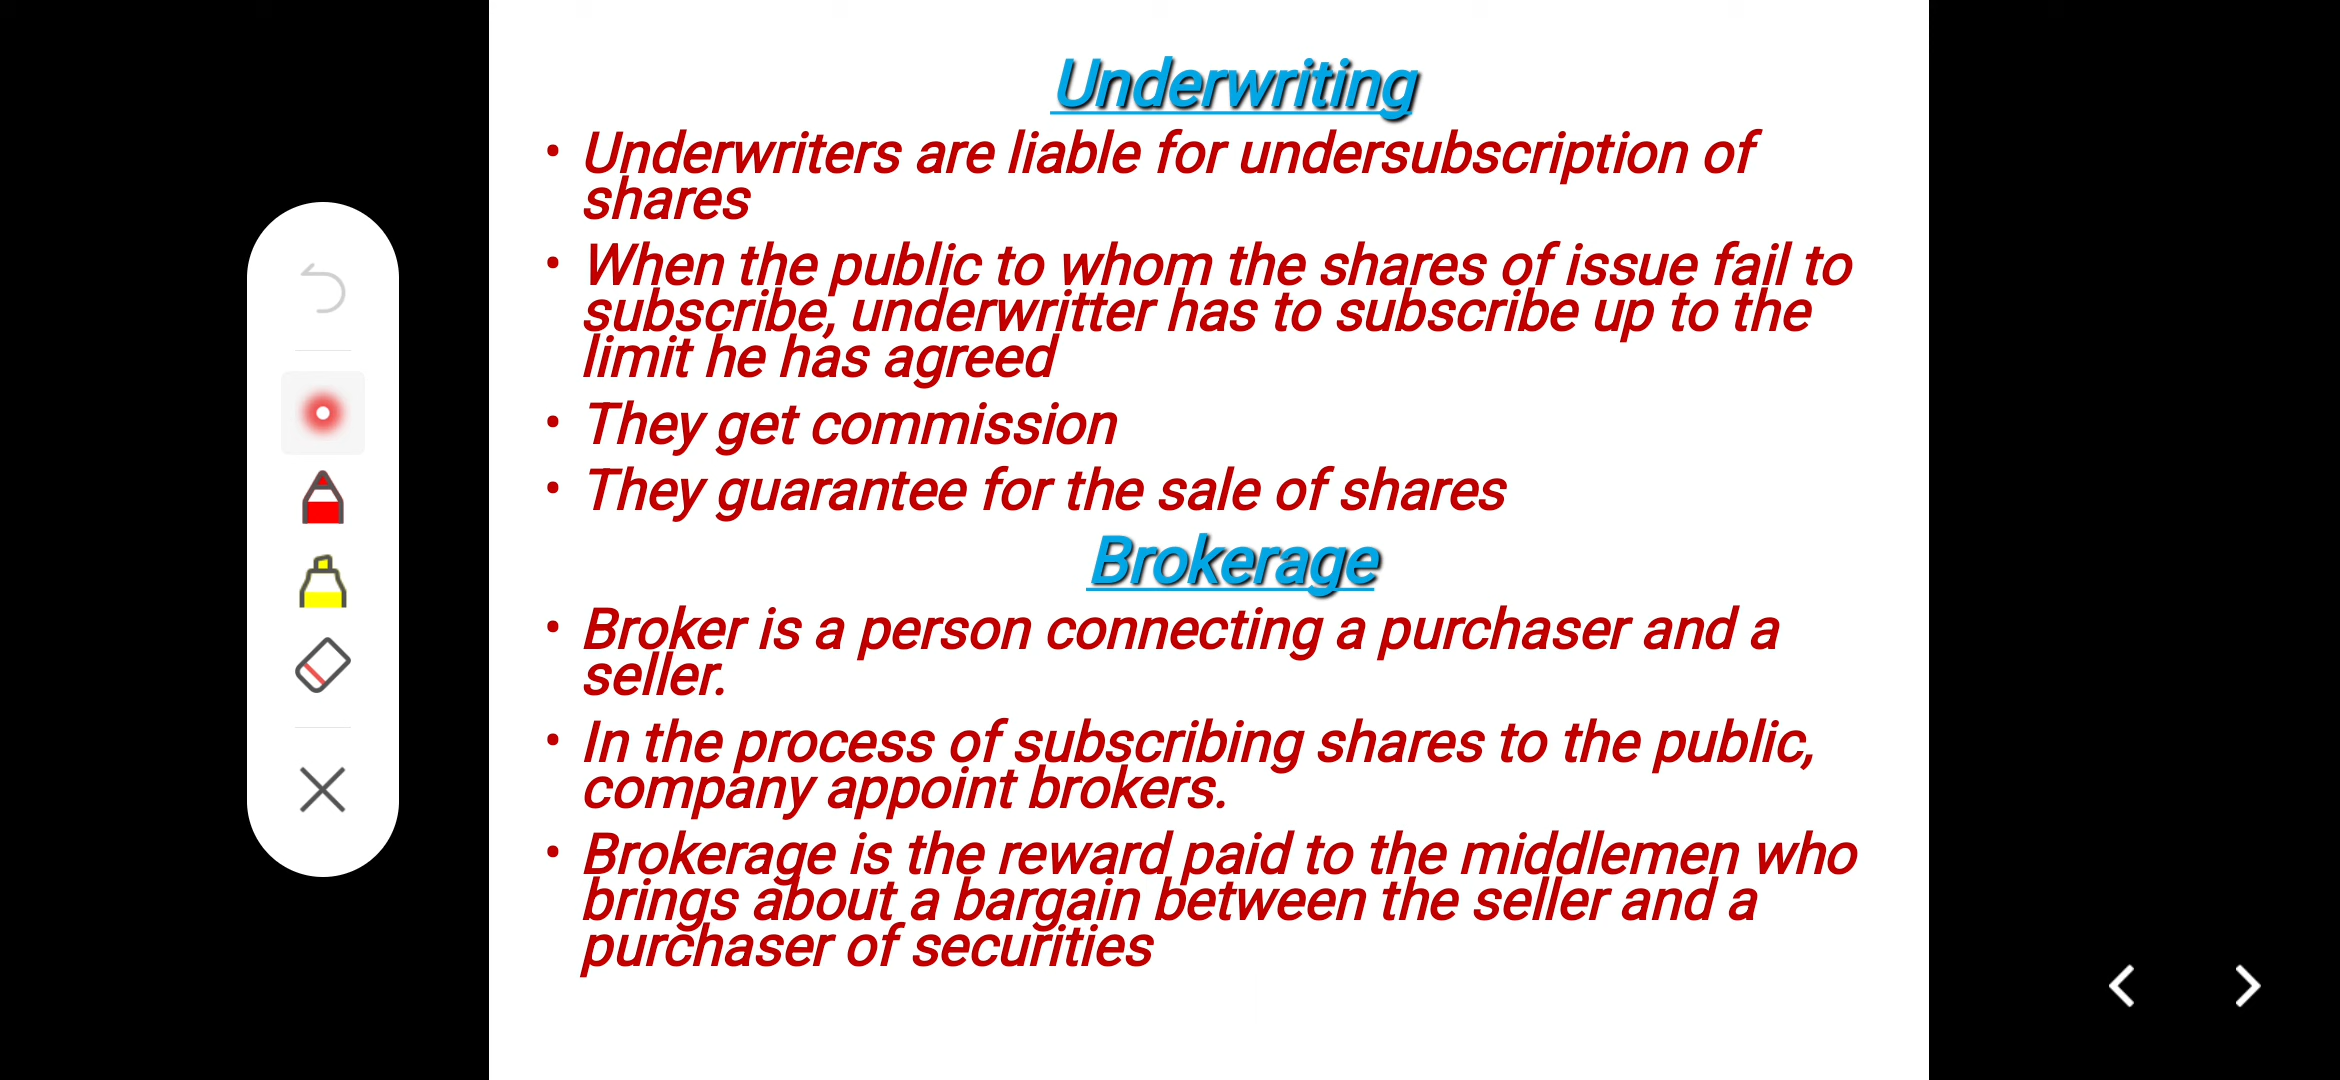 Underwriting
• Underwriters are liable for undersubscription of
shares
• When the public to whom the shares of issue fail to
subscribe, underwritter has to subscribe up to the
limit he has agreed
• They get commission
• They guarantee for the sale of shares
Brokerage
• Broker is a person connecting a purchaser and a
seller.
• In the process of subscribing shares to the public,
company appoint brokers.
• Brokerage is the reward paid to the middlemen who
brings about a bargain between the seller and a
purchaser of securities